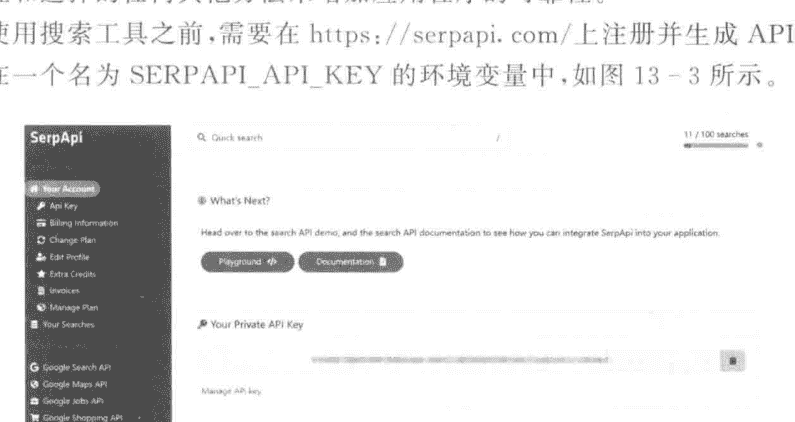 使用搜索工具之前,需要在 https://serpapi.com/上注册并生成 API
在一个名为 SERPAPI_API_KEY 的环境变量中,如图 13-3 所示。
SerpApi
Quick search /
11 / 100 searches
Your Account
Api Key
Billing Information
Change Plan
Edit Profile
Extra Credits
Invoices
Manage Plan
Your Searches
Google Search API
Google Maps API
Google Jobs API
Google Shopping API
What's Next?
Head over to the search API demo, and the search API documentation to see how you can integrate SerpApi into your application.
Playground </>
Documentation
Your Private API Key
Manage API key